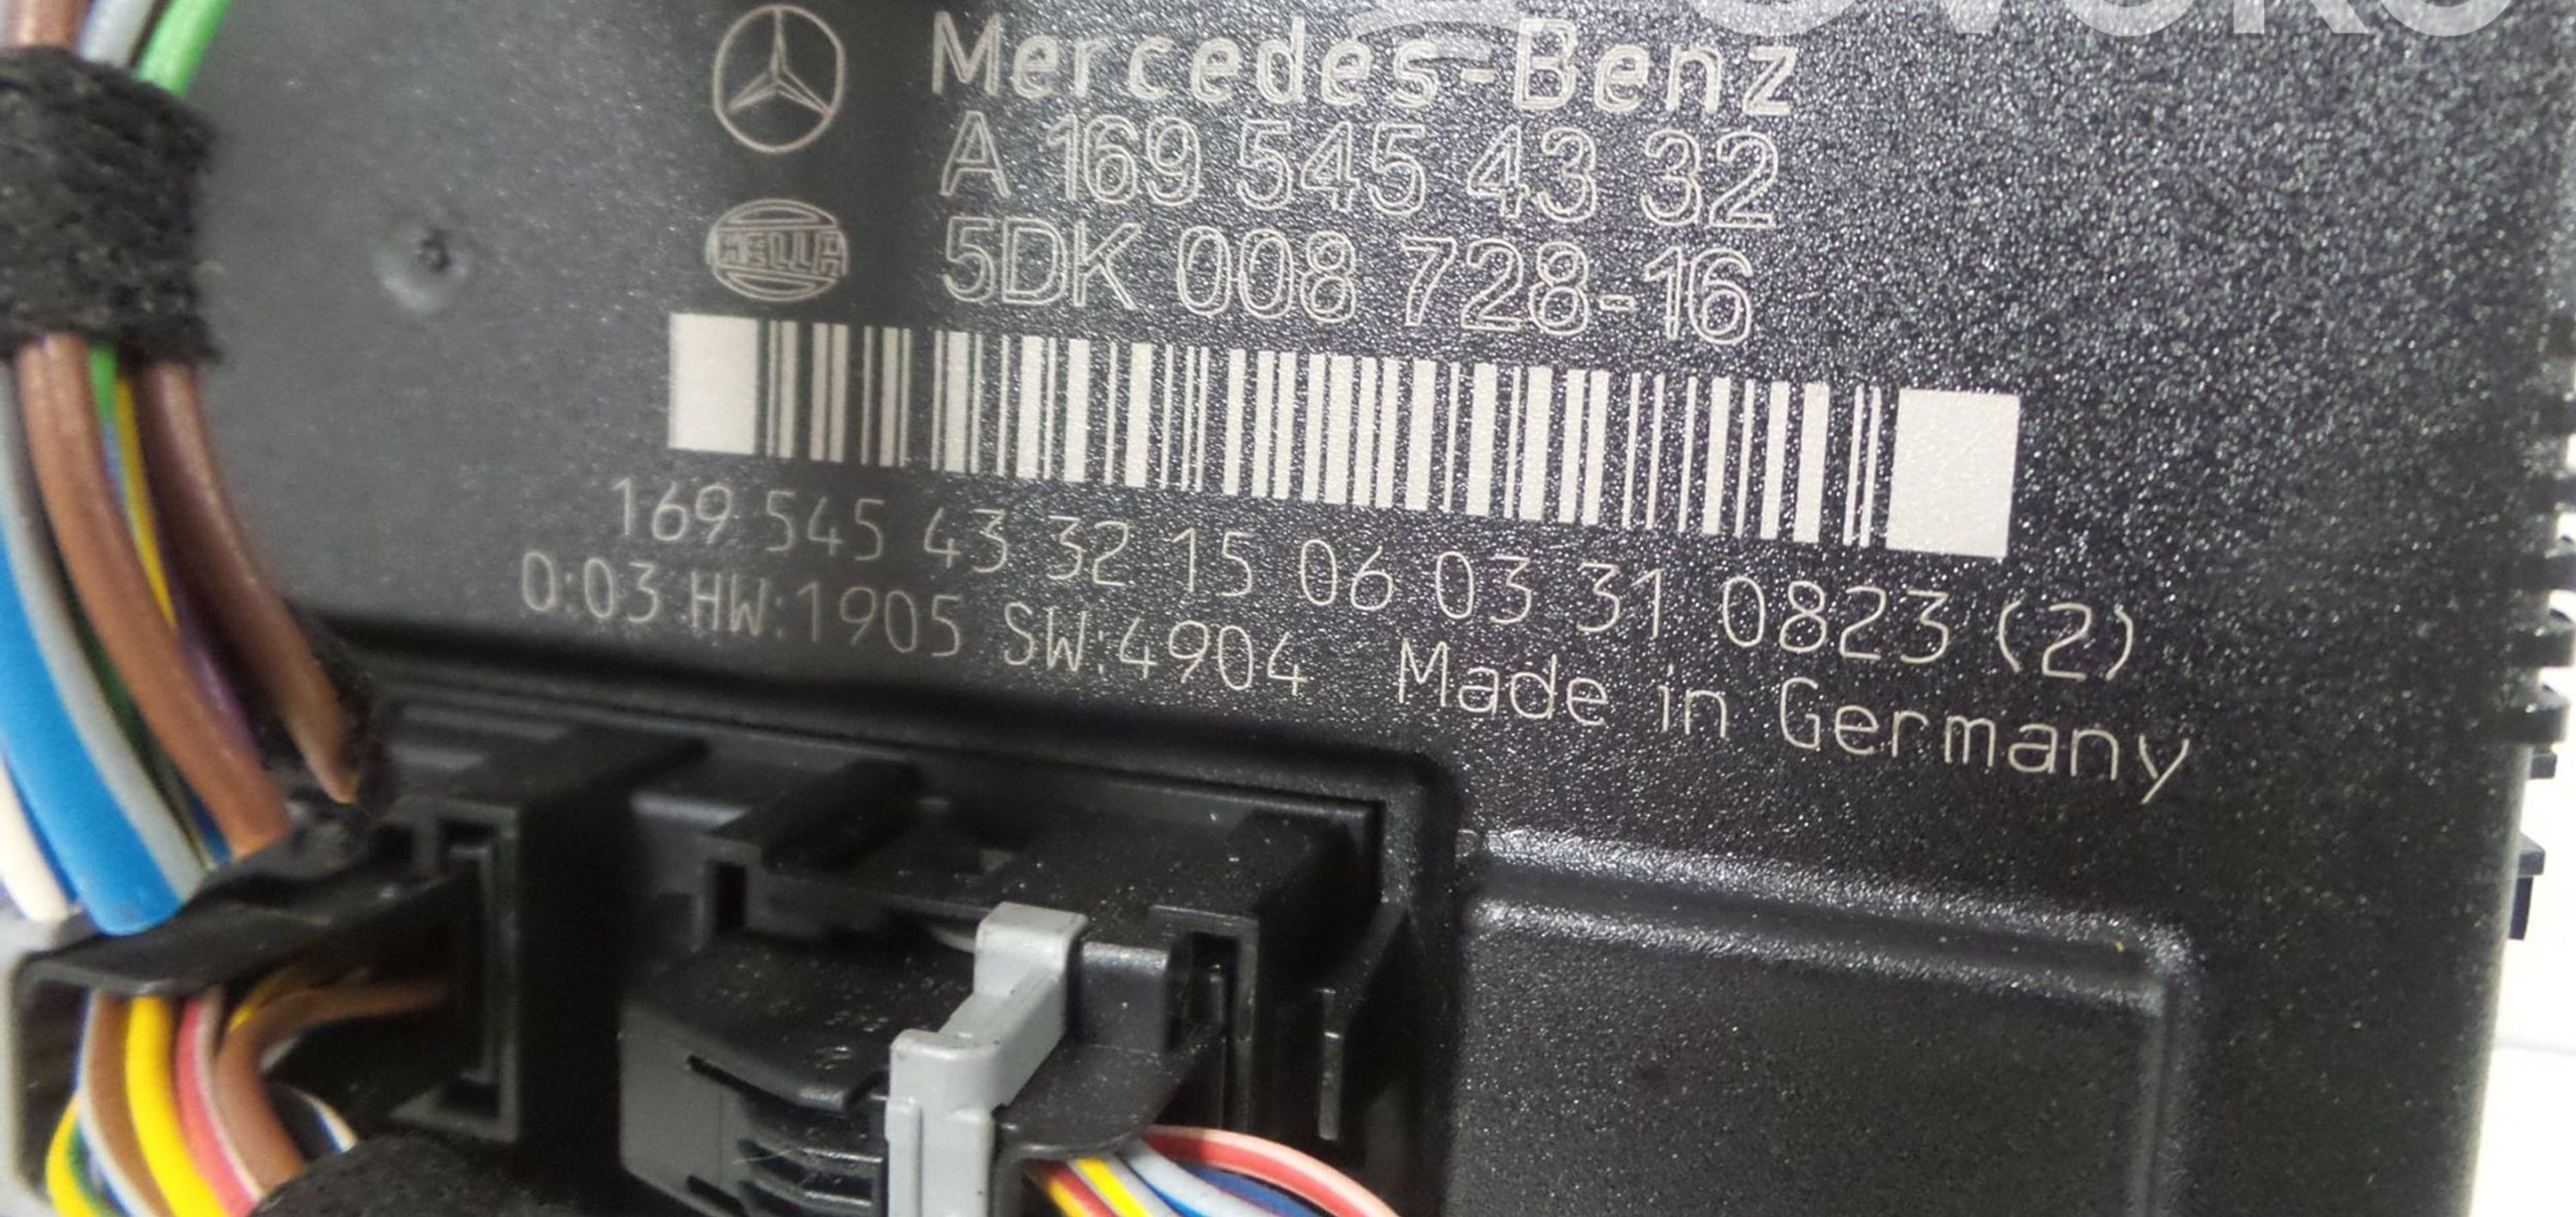 Mercedes-Benz
A 169 545 43 32
HELLA
5DK 008 728-16
169 545 43 32 15 06 03 31 0823 (2)
0:03 HW:1905 SW:4904 Made in Germany